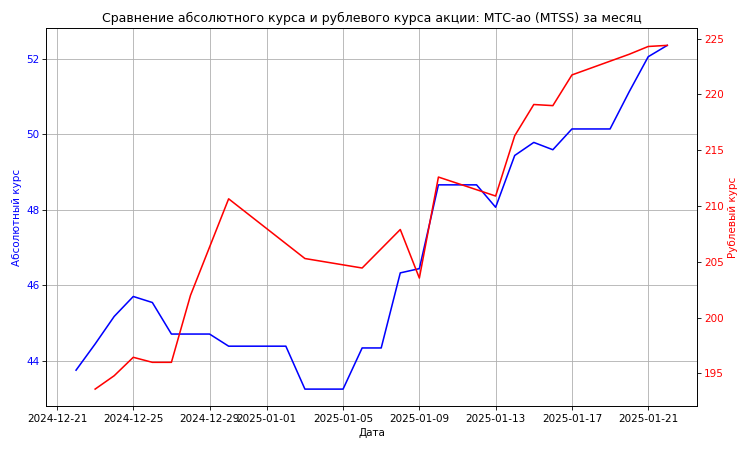 Сравнение абсолютного курса и рублевого курса акции: МТС-ао (MTSS) за месяц
Абсолютный курс
52
50
48
46
44
225
220
215
210
205
200
195
Рублевый курс
2024-12-21 2024-12-25 2024-12-29 2025-01-01 2025-01-05 2025-01-09 2025-01-13 2025-01-17 2025-01-21
Дата